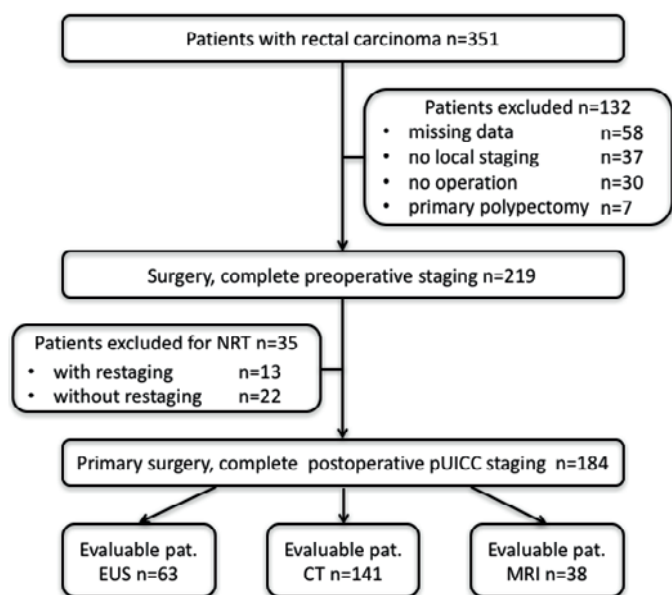 Patients with rectal carcinoma n=351
Patients excluded n=132
• missing data n=58
• no local staging n=37
• no operation n=30
• primary polypectomy n=7
Surgery, complete preoperative staging n=219
Patients excluded for NRT n=35
• with restaging n=13
• without restaging n=22
Primary surgery, complete postoperative pUICC staging n=184
Evaluable pat.
EUS n=63
Evaluable pat.
CT n=141
Evaluable pat.
MRI n=38